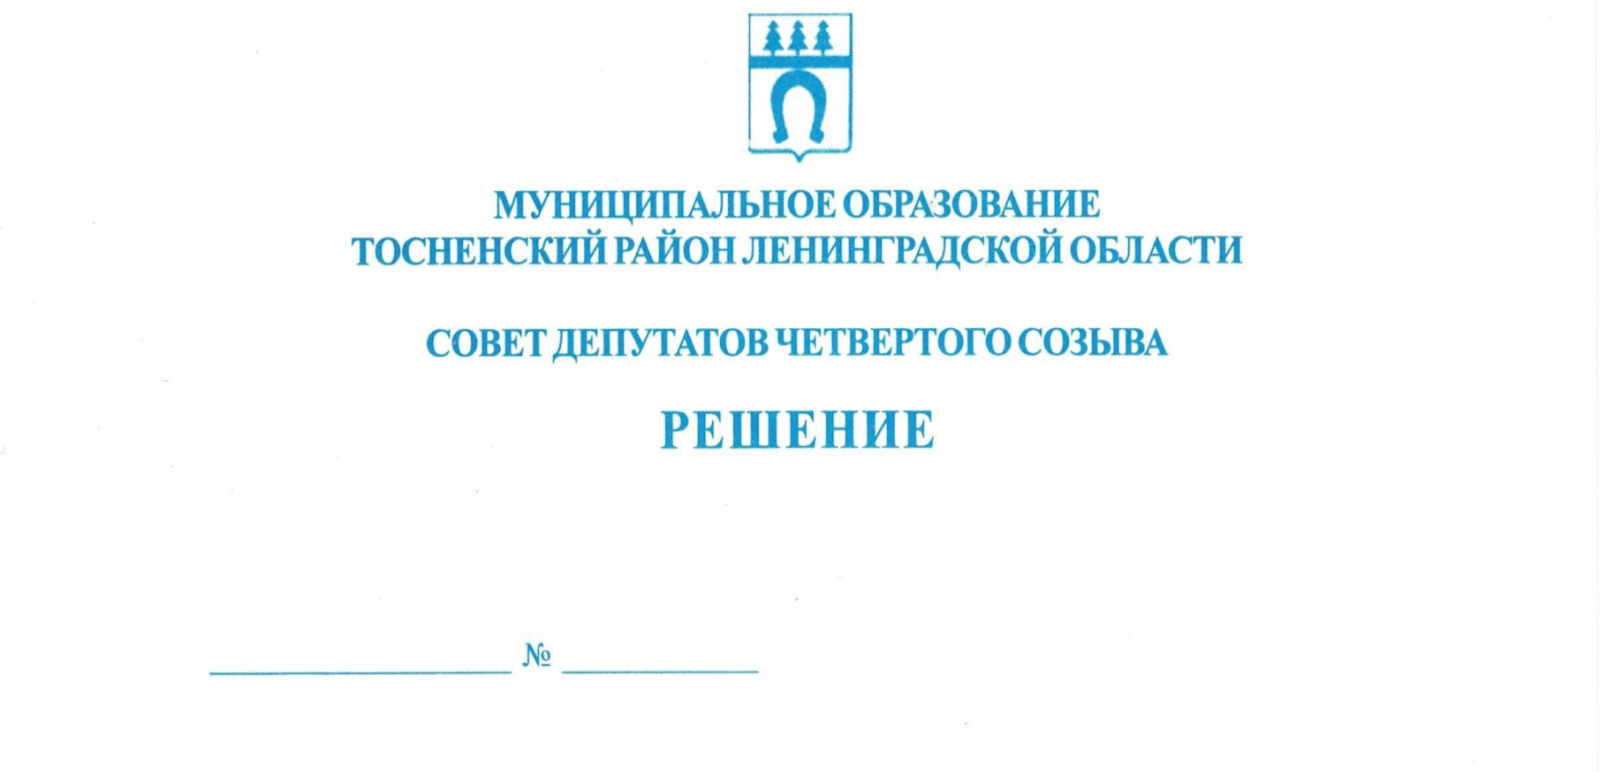 МУНИЦИПАЛЬНОЕ ОБРАЗОВАНИЕ
ТОСНЕНСКИЙ РАЙОН ЛЕНИНГРАДСКОЙ ОБЛАСТИ
СОВЕТ ДЕПУТАТОВ ЧЕТВЕРТОГО СОЗЫВА
РЕШЕНИЕ
№